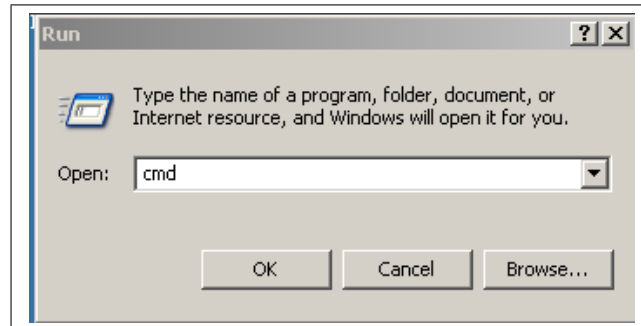 Run
Type the name of a program, folder, document, or
Internet resource, and Windows will open it for you.
Open: cmd
OK Cancel Browse...